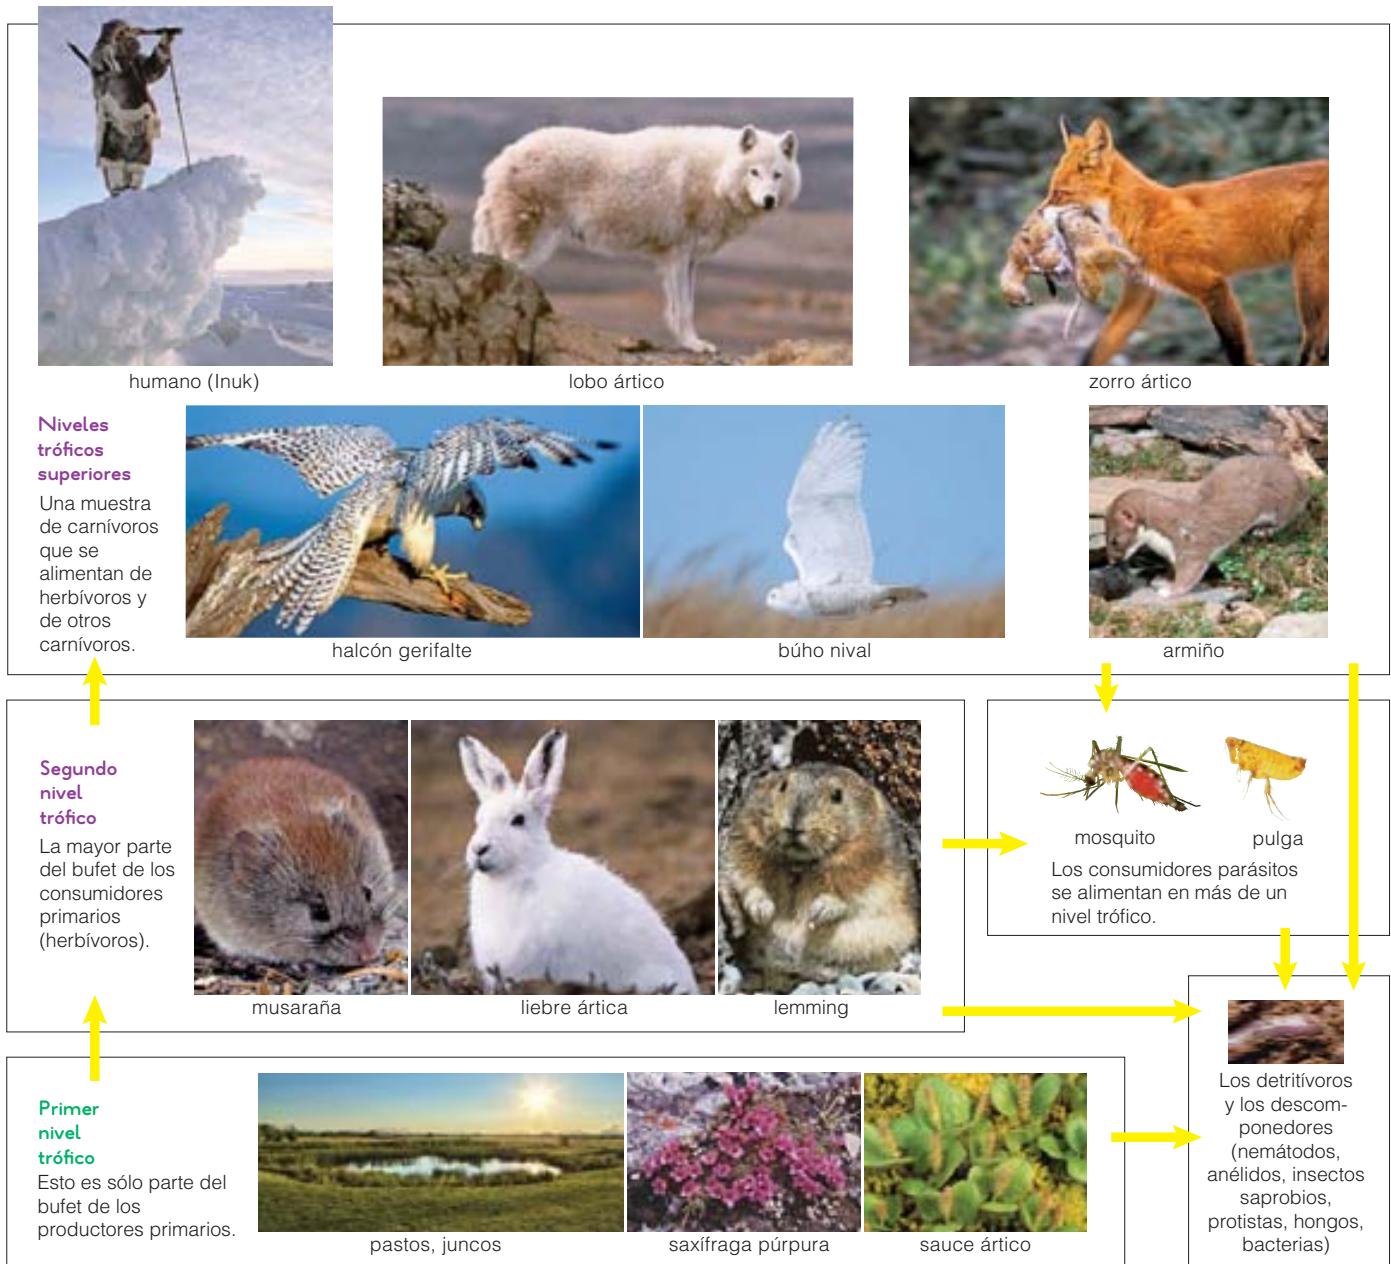 humano (Inuk)
lobo ártico
zorro ártico
Niveles
tróficos
superiores
Una muestra
de carnívoros
que se
alimentan de
herbívoros y
de otros
carnívoros.
halcón gerifalte
búho nival
armiño
Segundo
nivel
trófico
La mayor parte
del bufet de los
consumidores
primarios
(herbívoros).
musaraña
liebre ártica
lemming
mosquito
pulga
Los consumidores parásitos
se alimentan en más de un
nivel trófico.
Primer
nivel
trófico
Esto es sólo parte del
bufet de los
productores primarios.
pastos, juncos
saxífraga púrpura
sauce ártico
Los detritívoros
y los descom-
ponedores
(nemátodos,
anélidos, insectos
saprobios,
protistas, hongos,
bacterias)